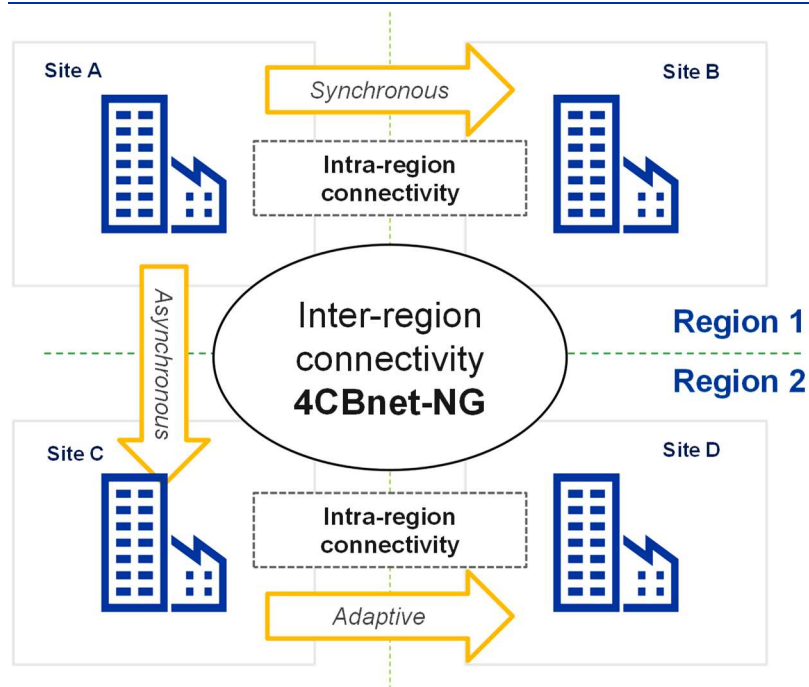 Site A
Synchronous
Site B
Intra-region
connectivity
Asynchronous
Inter-region
connectivity
4CBnet-NG
Region 1
Region 2
Site C
Site D
Intra-region
connectivity
Adaptive